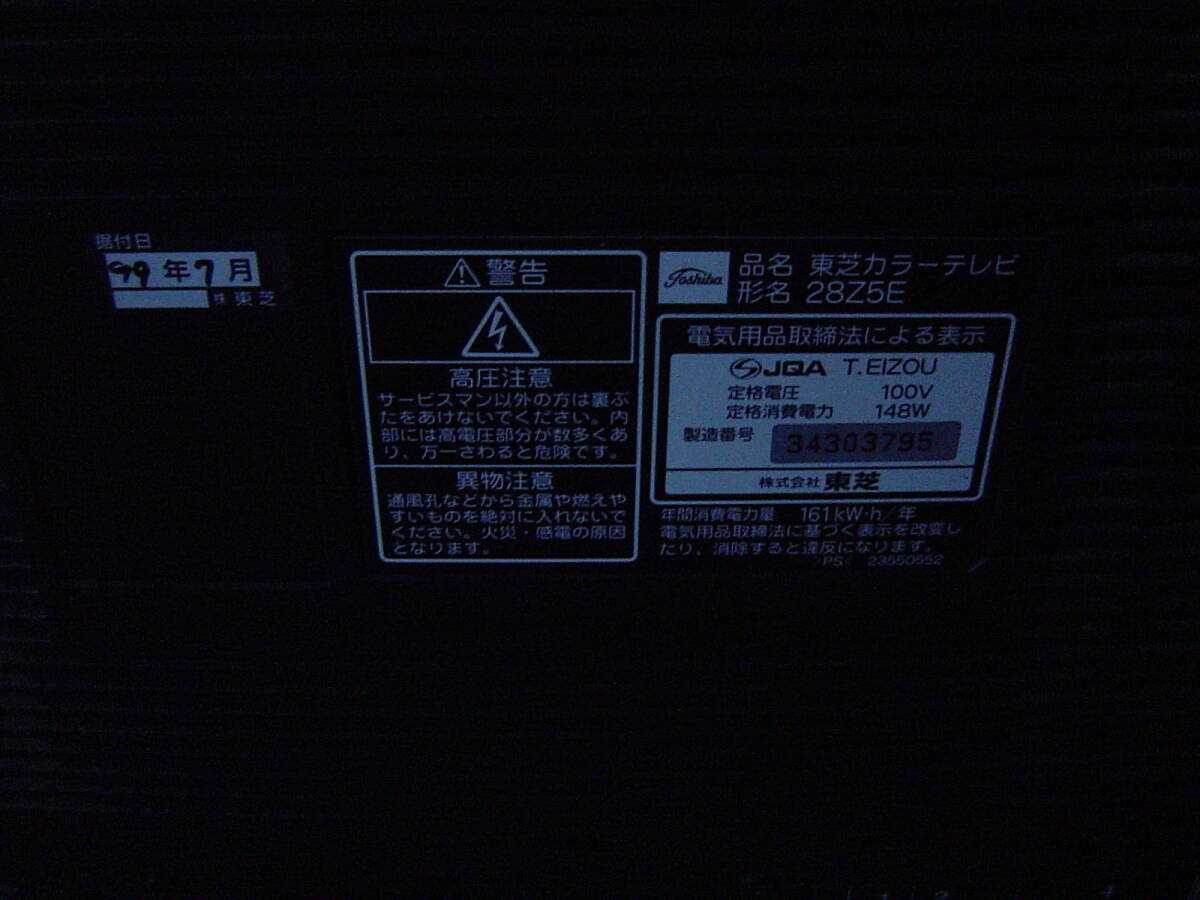 据付日
99年7月
株 東芝
警告
高圧注意
サービスマン以外の方は裏ぶ
たをあけないでください。内
部には高電圧部分が数多くあ
り、万一さわると危険です。
異物注意
通風孔などから金属や燃えや
すいものを絶対に入れないで
ください。火災・感電の原因
となります。
Toshiba
品名 東芝カラーテレビ
形名 28Z5E
電気用品取締法による表示
JQA T.EIZOU
定格電圧 100V
定格消費電力 148W
製造番号 34303795
株式会社 東芝
年間消費電力量 161kW·h/年
電気用品取締法に基づく表示を改変し
たり、消除すると違反になります。
>PS< 23550552